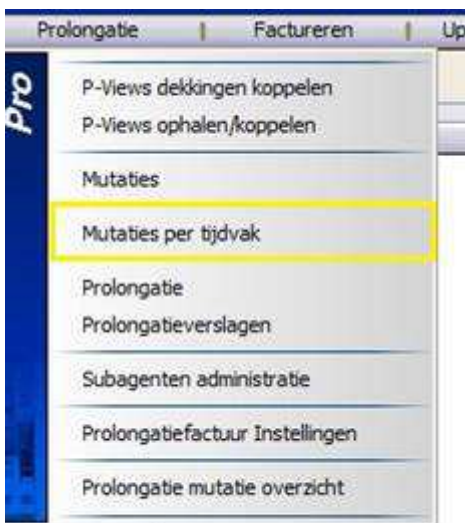 Prolongatie | Factureren | Up
Pro
P-Views dekkingen koppelen
P-Views ophalen/koppelen
Mutaties
Mutaties per tijdvak
Prolongatie
Prolongatieverslagen
Subagenten administratie
Prolongatiefactuur Instellingen
Prolongatie mutatie overzicht